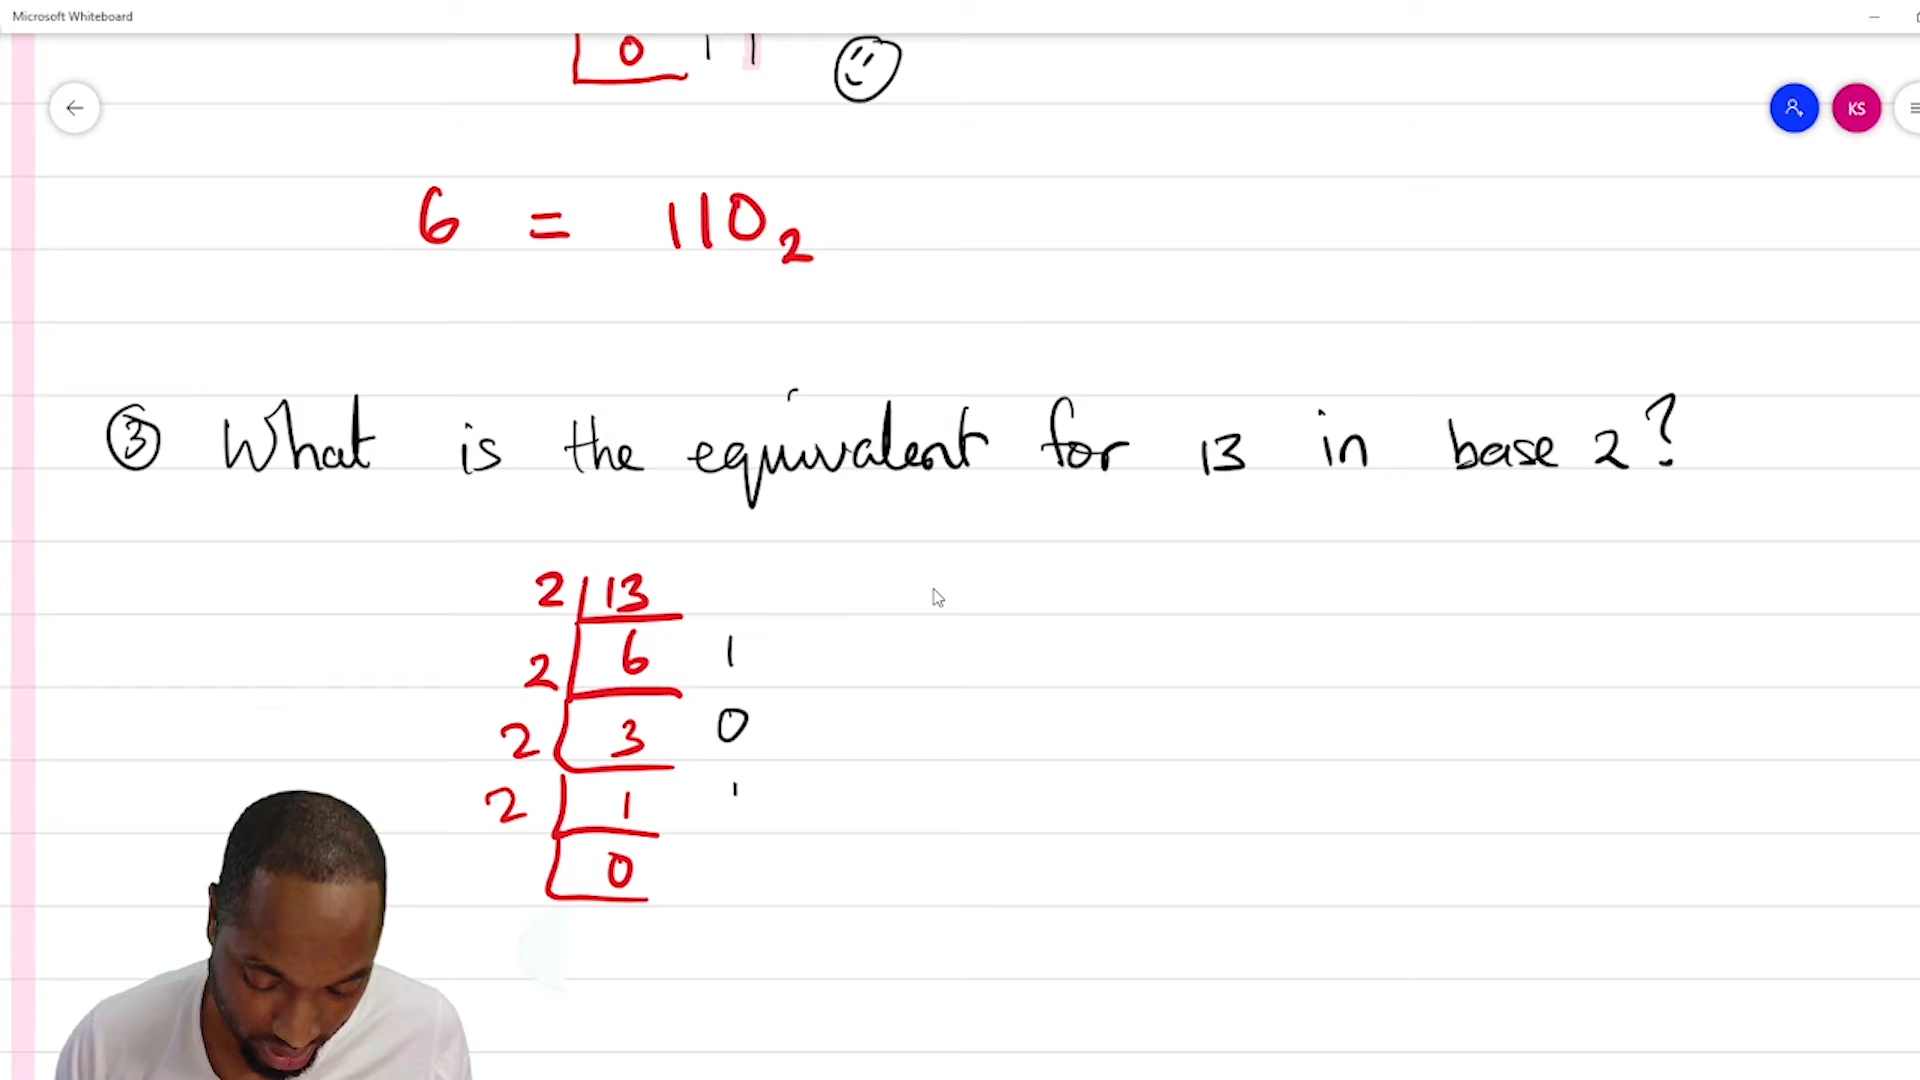 Microsoft Whiteboard
0 1 1
KS
6 = 110₂
③ What is the equivalent for 13 in base 2?
2 13
2 6 1
2 3 0
2 1 1
0